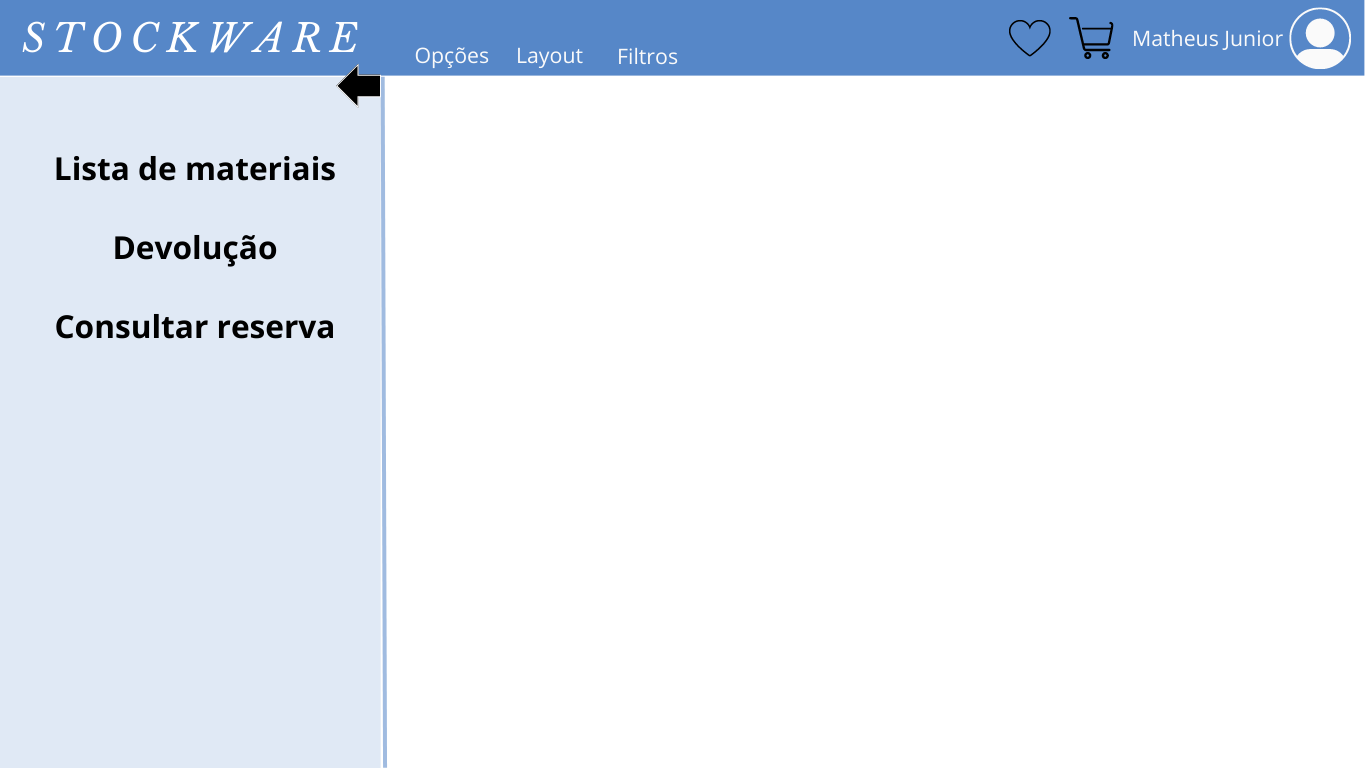 STOCKWARE
Opções Layout Filtros
Matheus Junior
Lista de materiais
Devolução
Consultar reserva